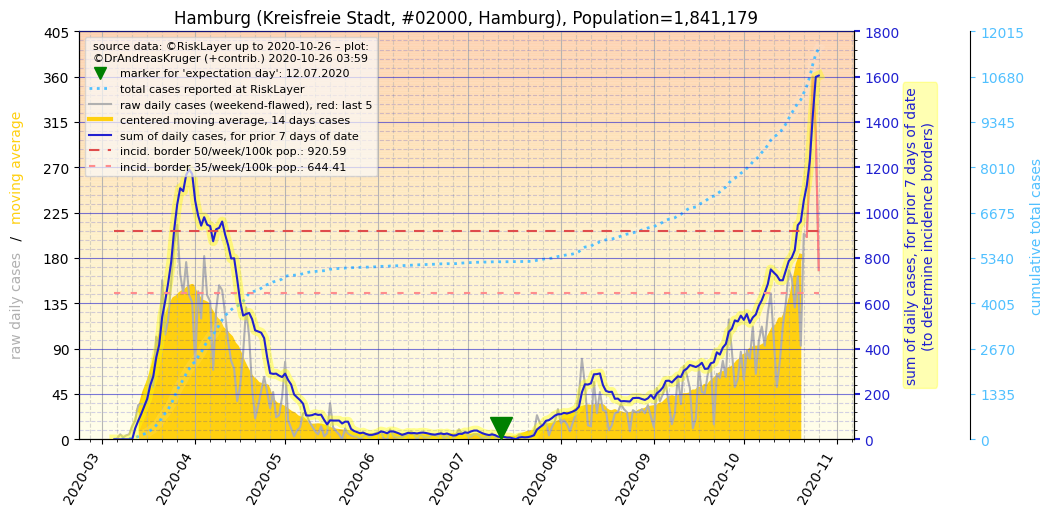 Hamburg (Kreisfreie Stadt, #02000, Hamburg), Population=1,841,179
source data: ©RiskLayer up to 2020-10-26 – plot:
©DrAndreasKruger (+contrib.) 2020-10-26 03:59
marker for 'expectation day': 12.07.2020
total cases reported at RiskLayer
raw daily cases (weekend-flawed), red: last 5
centered moving average, 14 days cases
sum of daily cases, for prior 7 days of date
incid. border 50/week/100k pop.: 920.59
incid. border 35/week/100k pop.: 644.41
raw daily cases / moving average
405
360
315
270
225
180
135
90
45
0
2020-03
2020-04
2020-05
2020-06
2020-07
2020-08
2020-09
2020-10
2020-11
1800
1600
1400
1200
1000
800
600
400
200
0
sum of daily cases, for prior 7 days of date
(to determine incidence borders)
12015
10680
9345
8010
6675
5340
4005
2670
1335
0
cumulative total cases